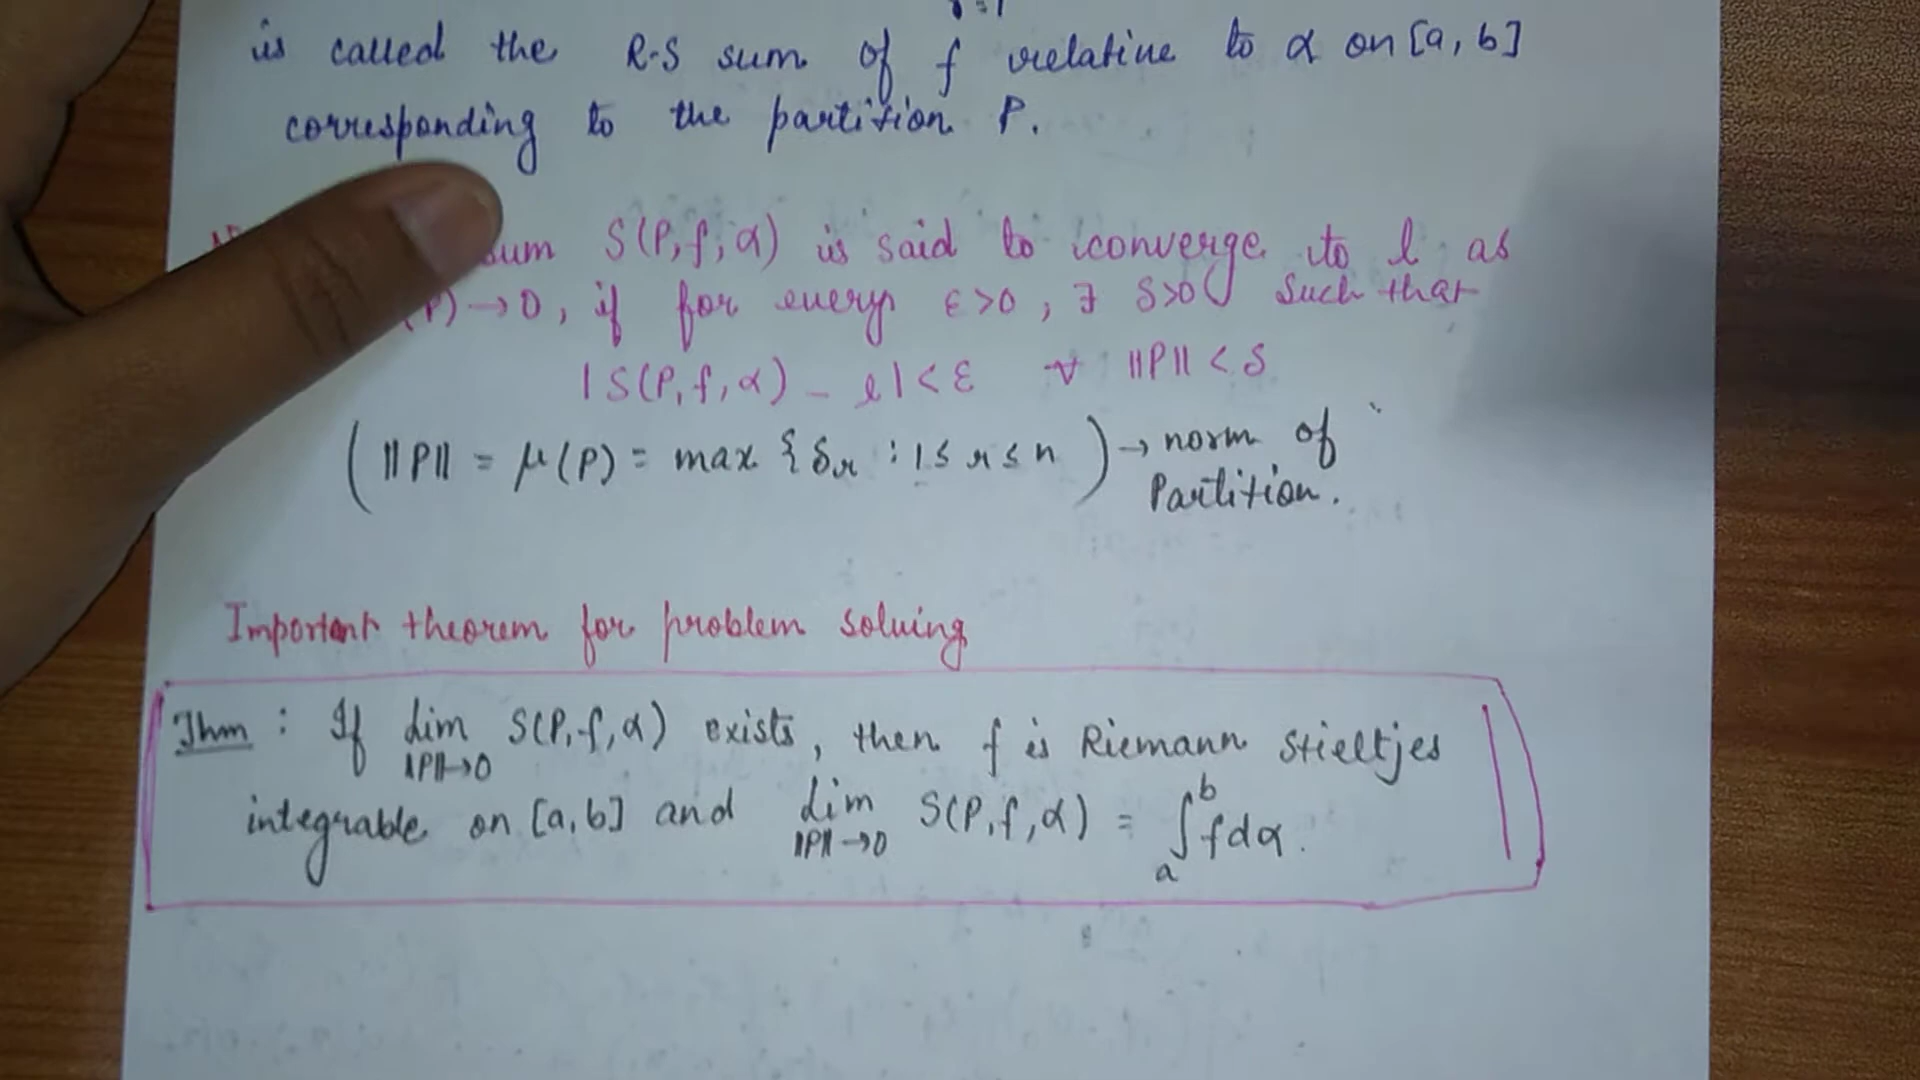 is called the R-S sum of f relative to α on [a, b]
corresponding to the partition P.
sum S(P, f, α) is said to converge to l as
(P) → 0, if for every ε > 0, ∃ δ > 0 such that
|S(P, f, α) - l| < ε ∀ ||P|| < δ
(||P|| = μ(P) = max {δr : 1 ≤ r ≤ n) → norm of
Partition.
Important theorem for problem solving
Thm : If lim S(P, f, α) exists, then f is Riemann Stieltjes
||P||→0
integrable on [a, b] and lim S(P, f, α) = ∫ₐᵇ f dα.
||P||→0